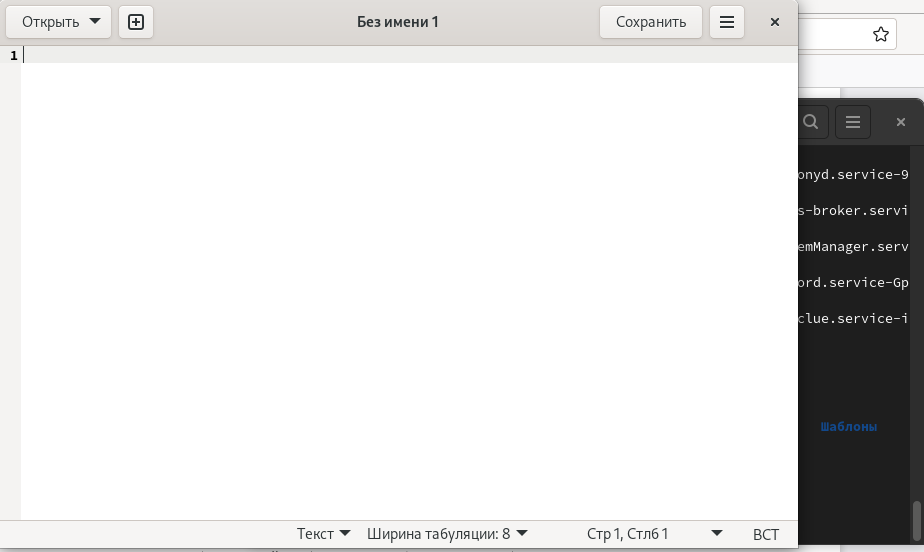 Открыть
Без имени 1
Сохранить
1
onyd.service-9
s-broker.servi
emManager.serv
ord.service-Gp
clue.service-i
Шаблоны
Текст
Ширина табуляции: 8
Стр 1, Стлб 1
ВСТ